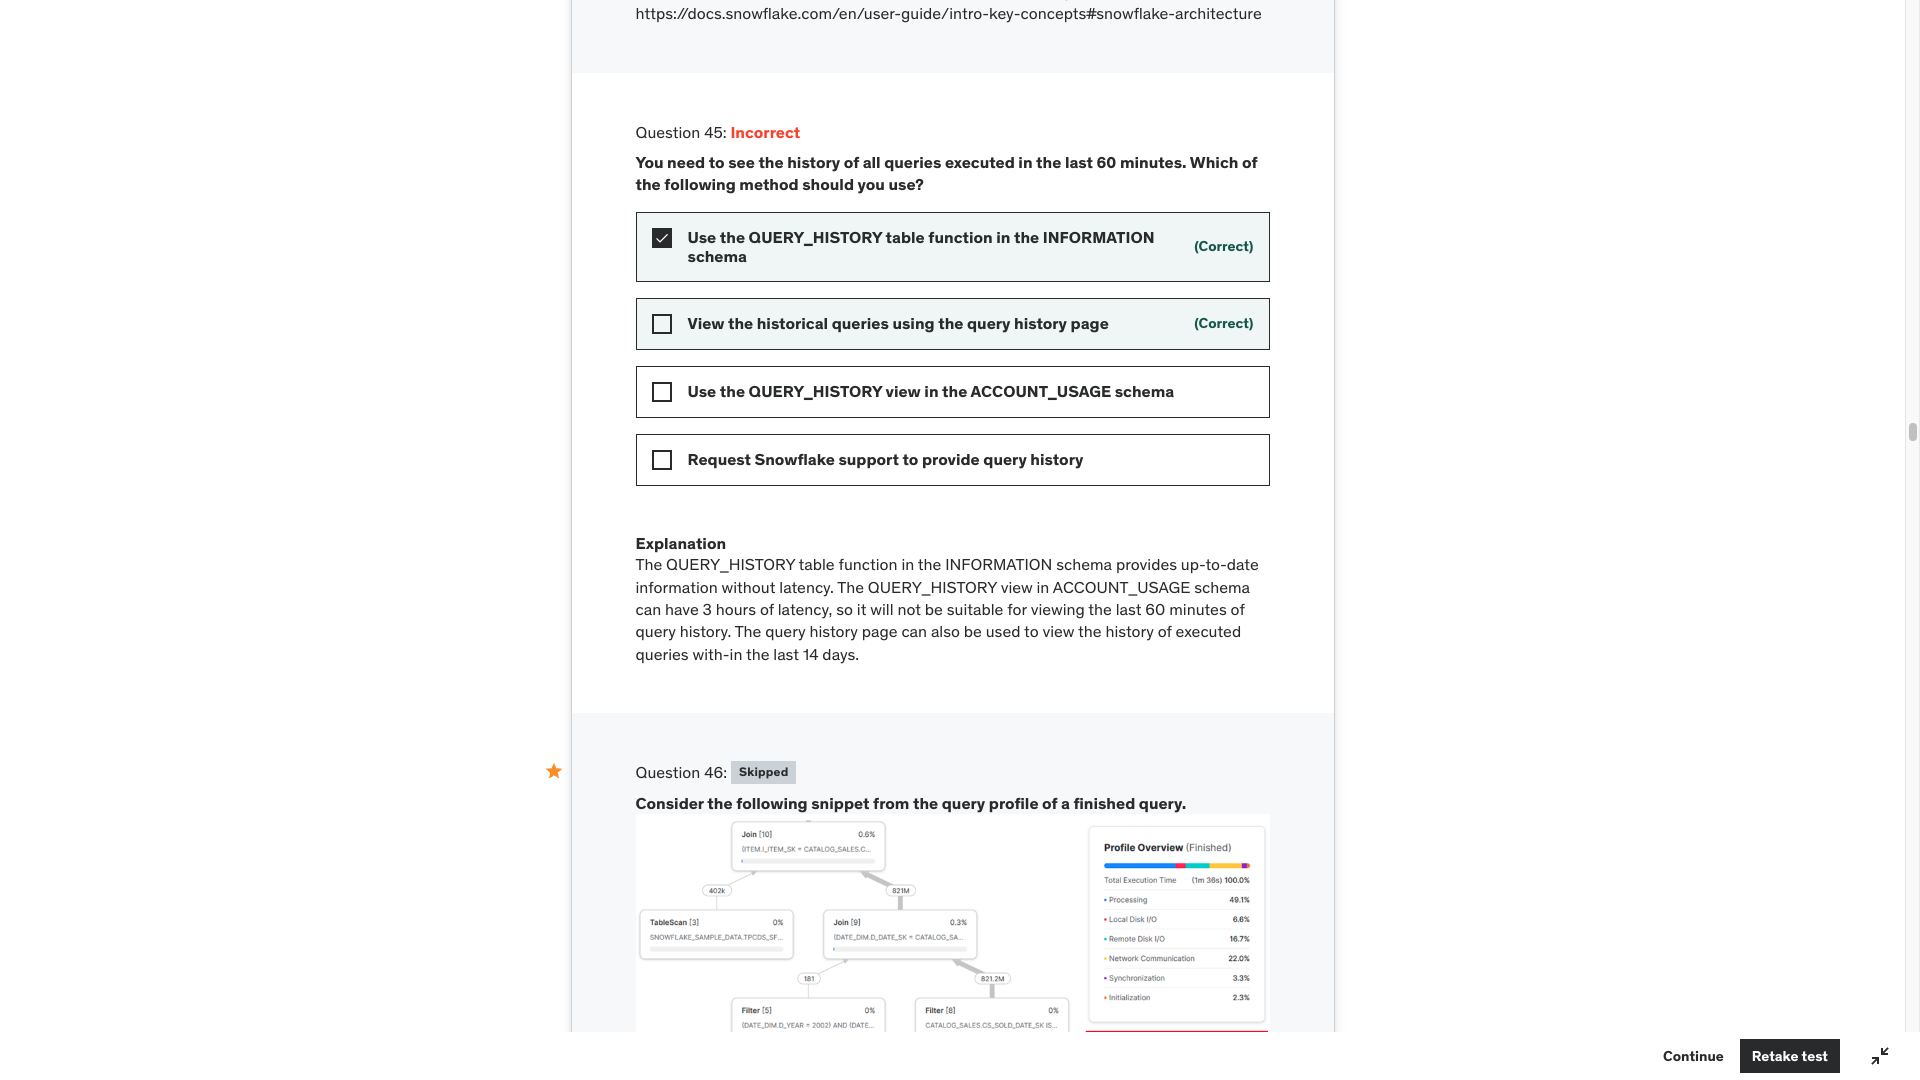 https://docs.snowflake.com/en/user-guide/intro-key-concepts#snowflake-architecture
Question 45: Incorrect
You need to see the history of all queries executed in the last 60 minutes. Which of
the following method should you use?
Use the QUERY_HISTORY table function in the INFORMATION
schema
(Correct)
View the historical queries using the query history page
(Correct)
Use the QUERY_HISTORY view in the ACCOUNT_USAGE schema
Request Snowflake support to provide query history
Explanation
The QUERY_HISTORY table function in the INFORMATION schema provides up-to-date
information without latency. The QUERY_HISTORY view in ACCOUNT_USAGE schema
can have 3 hours of latency, so it will not be suitable for viewing the last 60 minutes of
query history. The query history page can also be used to view the history of executed
queries with-in the last 14 days.
Question 46: Skipped
Consider the following snippet from the query profile of a finished query.
Join [10] 0.6%
(ITEM.I_ITEM_SK = CATALOG_SALES.C...
402k
821M
TableScan [3] 0%
SNOWFLAKE_SAMPLE_DATA.TPCDS_SF...
Join [9] 0.3%
(DATE_DIM.D_DATE_SK = CATALOG_SA...
181
821.2M
Filter [5] 0%
(DATE_DIM.D_YEAR = 2002) AND (DATE...
Filter [8] 0%
CATALOG_SALES.CS_SOLD_DATE_SK IS...
Profile Overview (Finished)
Total Execution Time (1m 36s) 100.0%
Processing 49.1%
Local Disk I/O 6.6%
Remote Disk I/O 16.7%
Network Communication 22.0%
Synchronization 3.3%
Initialization 2.3%
Continue
Retake test